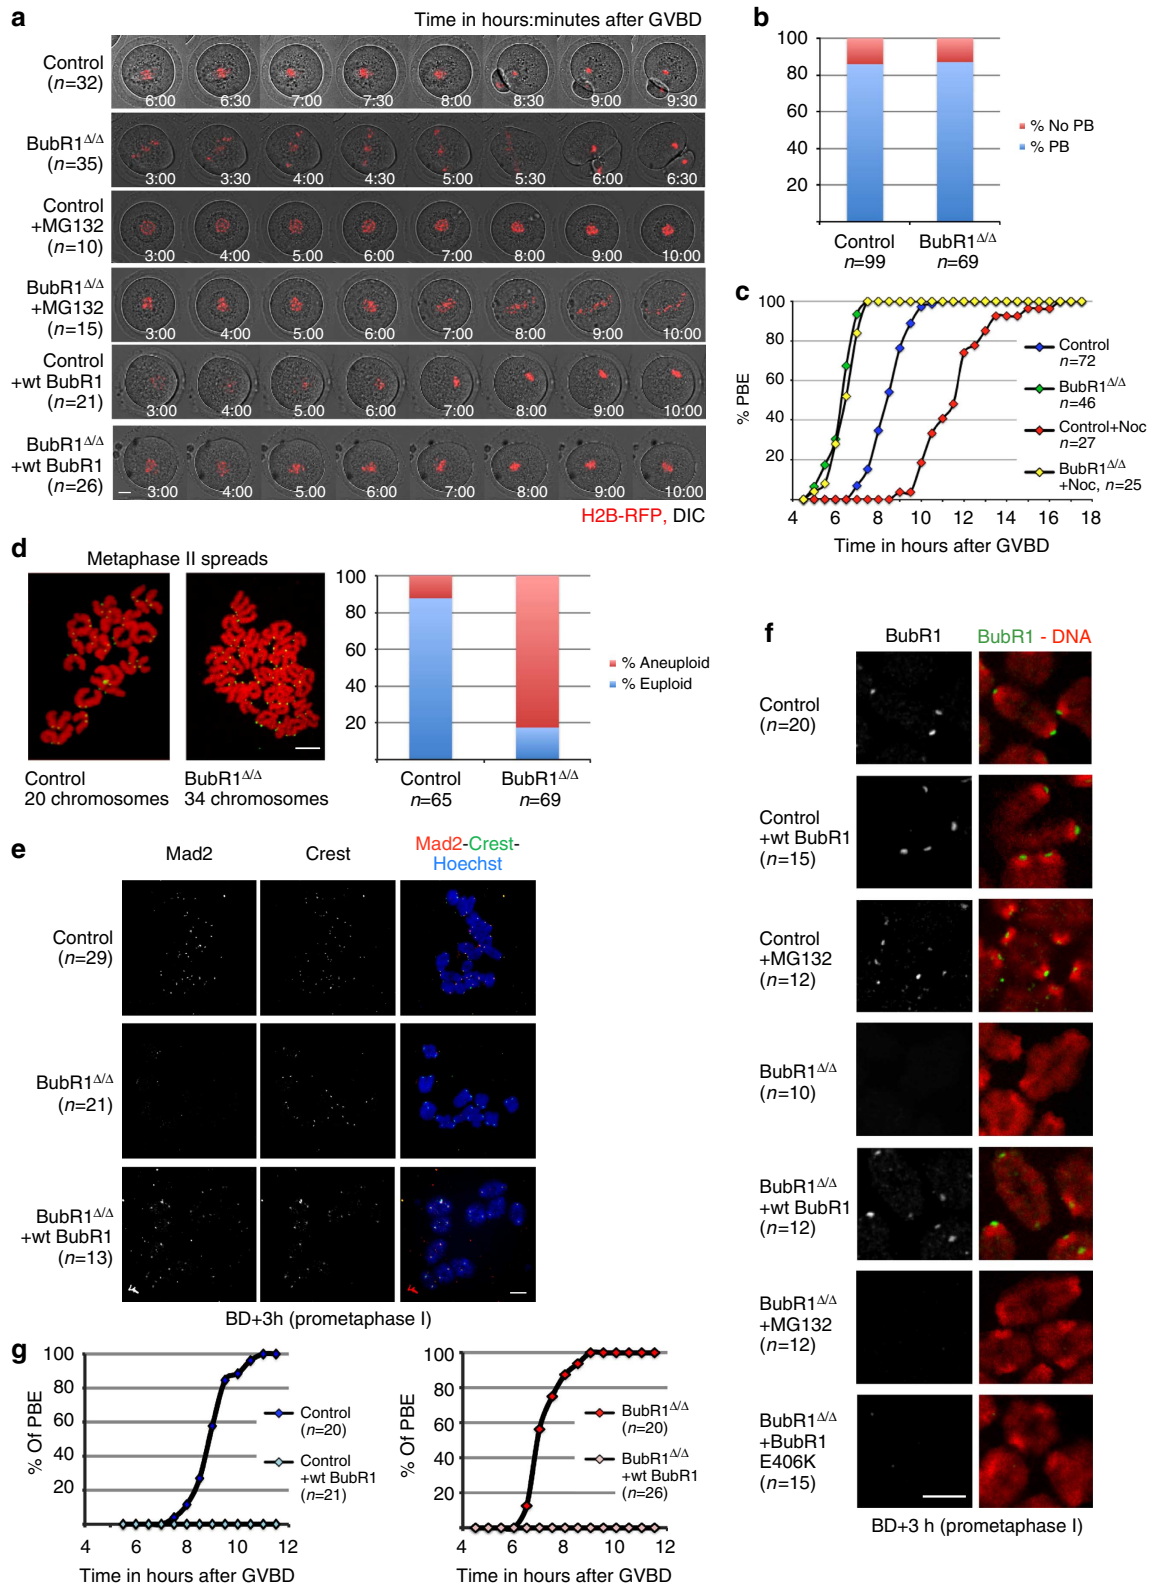 a
Time in hours:minutes after GVBD
Control
(n=32)
6:00 6:30 7:00 7:30 8:00 8:30 9:00 9:30
BubR1Δ/Δ
(n=35)
3:00 3:30 4:00 4:30 5:00 5:30 6:00 6:30
Control
+MG132
(n=10)
3:00 4:00 5:00 6:00 7:00 8:00 9:00 10:00
BubR1Δ/Δ
+MG132
(n=15)
3:00 4:00 5:00 6:00 7:00 8:00 9:00 10:00
Control
+wt BubR1
(n=21)
3:00 4:00 5:00 6:00 7:00 8:00 9:00 10:00
BubR1Δ/Δ
+wt BubR1
(n=26)
3:00 4:00 5:00 6:00 7:00 8:00 9:00 10:00
H2B-RFP, DIC
b
100
80
60
40
20
% No PB
% PB
Control
n=99
BubR1Δ/Δ
n=69
c
% PBE
100
80
60
40
20
4 6 8 10 12 14 16 18
Time in hours after GVBD
Control
n=72
BubR1Δ/Δ
n=46
Control+Noc
n=27
BubR1Δ/Δ
+Noc, n=25
d
Metaphase II spreads
Control
20 chromosomes
BubR1Δ/Δ
34 chromosomes
100
80
60
40
20
% Aneuploid
% Euploid
Control
n=65
BubR1Δ/Δ
n=69
e
Mad2
Crest
Mad2-Crest-
Hoechst
Control
(n=29)
BubR1Δ/Δ
(n=21)
BubR1Δ/Δ
+wt BubR1
(n=13)
BD+3h (prometaphase I)
f
BubR1
BubR1 - DNA
Control
(n=20)
Control
+wt BubR1
(n=15)
Control
+MG132
(n=12)
BubR1Δ/Δ
(n=10)
BubR1Δ/Δ
+wt BubR1
(n=12)
BubR1Δ/Δ
+MG132
(n=12)
BubR1Δ/Δ
+BubR1
E406K
(n=15)
BD+3 h (prometaphase I)
g
% Of PBE
100
80
60
40
20
4 6 8 10 12
Time in hours after GVBD
Control
(n=20)
Control
+wt BubR1
(n=21)
% Of PBE
100
80
60
40
20
4 6 8 10 12
Time in hours after GVBD
BubR1Δ/Δ
(n=20)
BubR1Δ/Δ
+wt BubR1
(n=26)